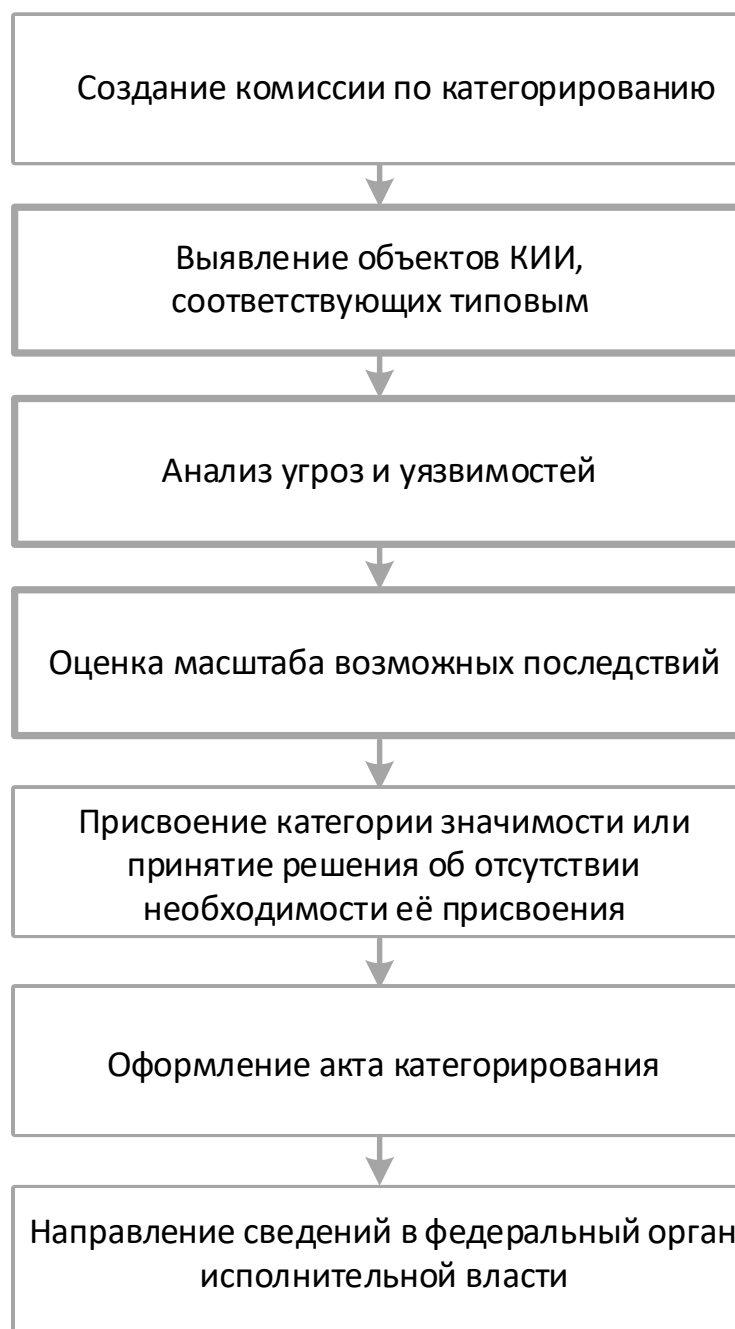 Создание комиссии по категорированию
Выявление объектов КИИ,
соответствующих типовым
Анализ угроз и уязвимостей
Оценка масштаба возможных последствий
Присвоение категории значимости или
принятие решения об отсутствии
необходимости её присвоения
Оформление акта категорирования
Направление сведений в федеральный орган
исполнительной власти